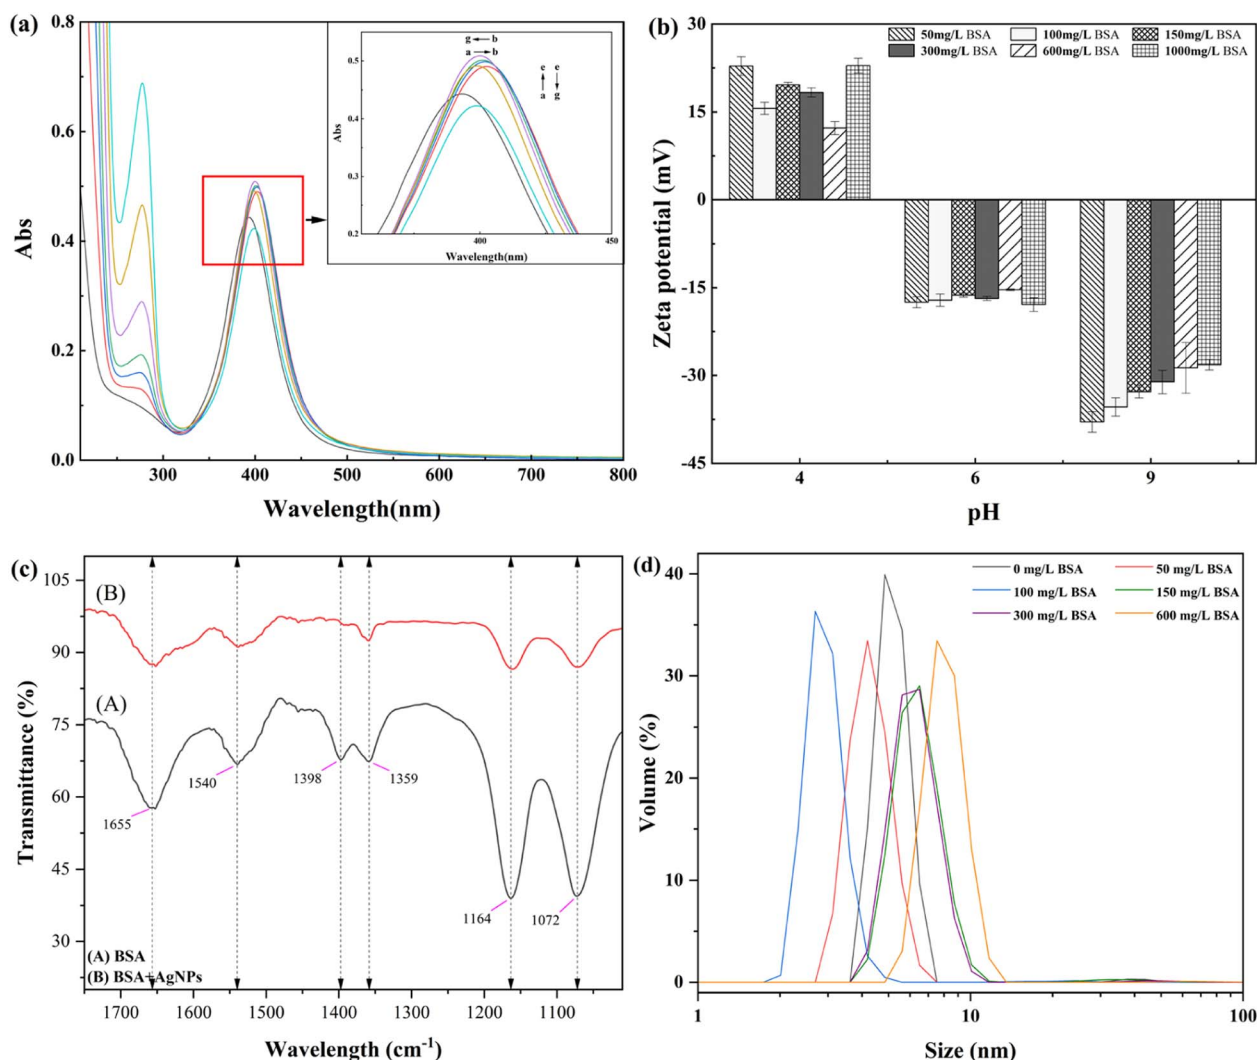 (a)
0.8
0.6
0.4
0.2
0.0
Abs
300
400
500
600
700
800
Wavelength(nm)
g b
a b
e e
a g
0.5
0.4
0.3
0.2
Abs
400
450
Wavelength(nm)
(b)
30
15
0
-15
-30
-45
Zeta potential (mV)
50mg/L BSA 100mg/L BSA 150mg/L BSA
300mg/L BSA 600mg/L BSA 1000mg/L BSA
4
6
9
pH
(c)
105
90
75
60
45
30
Transmittance (%)
(B)
(A)
1655
1540
1398
1359
1164
1072
(A) BSA
(B) BSA+AgNPs
1700
1600
1500
1400
1300
1200
1100
Wavelength (cm⁻¹)
(d)
40
30
20
10
0
Volume (%)
0 mg/L BSA 50 mg/L BSA
100 mg/L BSA 150 mg/L BSA
300 mg/L BSA 600 mg/L BSA
1
10
100
Size (nm)